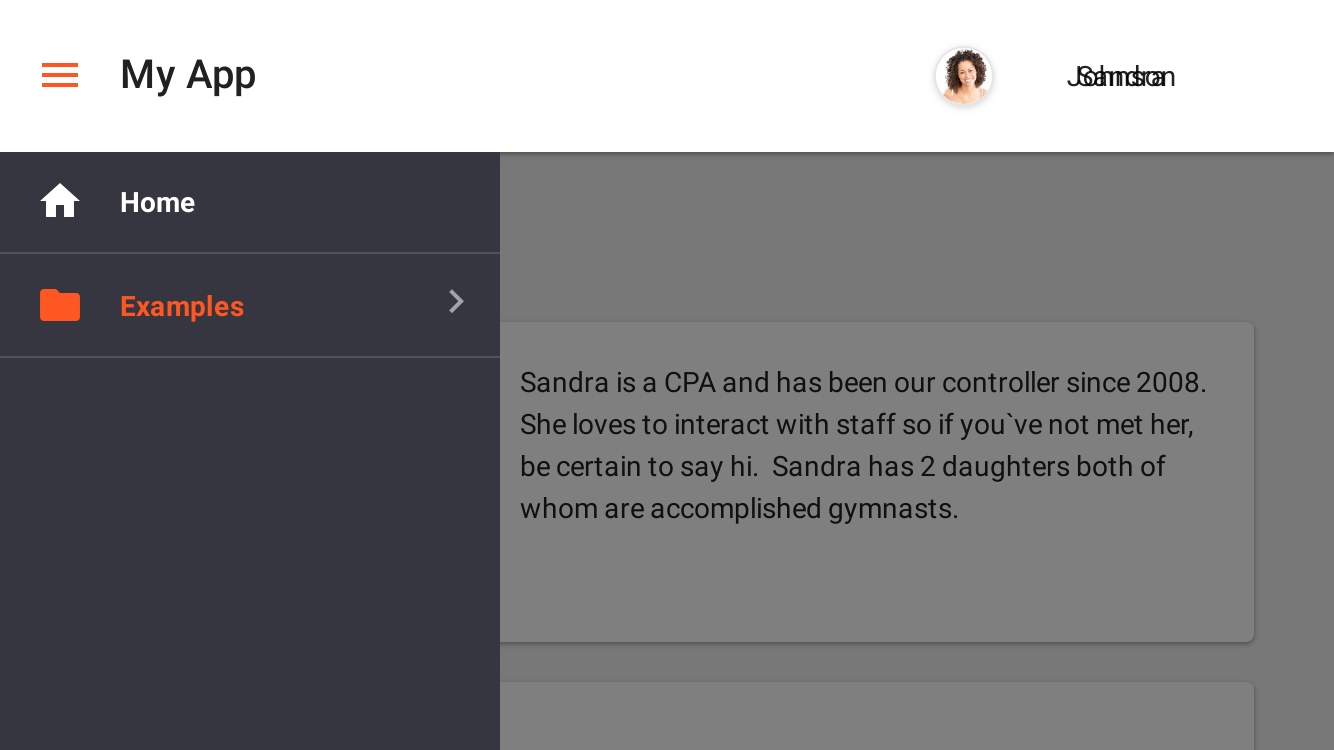 My App
Sandra
Johnson
Home
Examples
Sandra is a CPA and has been our controller since 2008.
She loves to interact with staff so if you`ve not met her,
be certain to say hi.  Sandra has 2 daughters both of
whom are accomplished gymnasts.